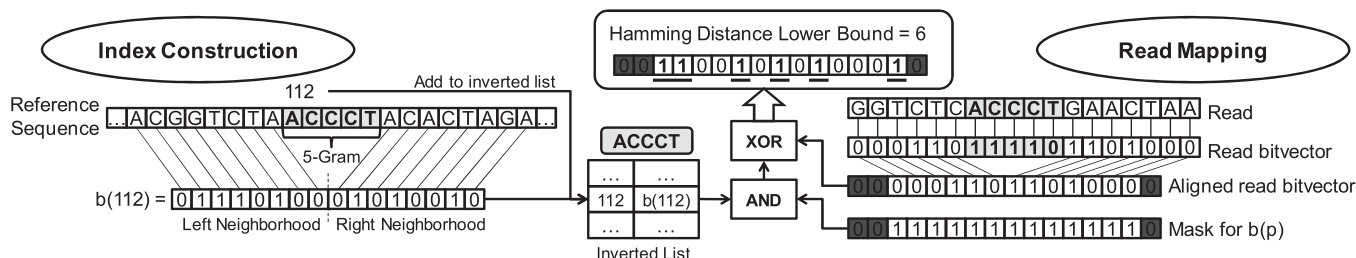 Index Construction
Hamming Distance Lower Bound = 6
0 0 1 1 0 0 1 0 1 0 1 0 0 0 1 0
Read Mapping
112
Add to inverted list
Reference
Sequence
...ACGGTCTAACCCTACACTAGA...
5-Gram
b(112) = 0 1 1 1 0 1 0 0 0 1 0 1 0 0 1 0
Left Neighborhood
Right Neighborhood
ACCCT
... ...
112 b(112)
... ...
Inverted List
XOR
AND
GGTCTCACCCTGAACTAA Read
0 0 0 1 1 0 1 1 1 1 0 1 1 0 1 0 0 0 Read bitvector
0 0 0 0 0 1 1 0 1 1 0 1 0 0 0 0 Aligned read bitvector
0 0 1 1 1 1 1 1 1 1 1 1 1 1 1 0 Mask for b(p)